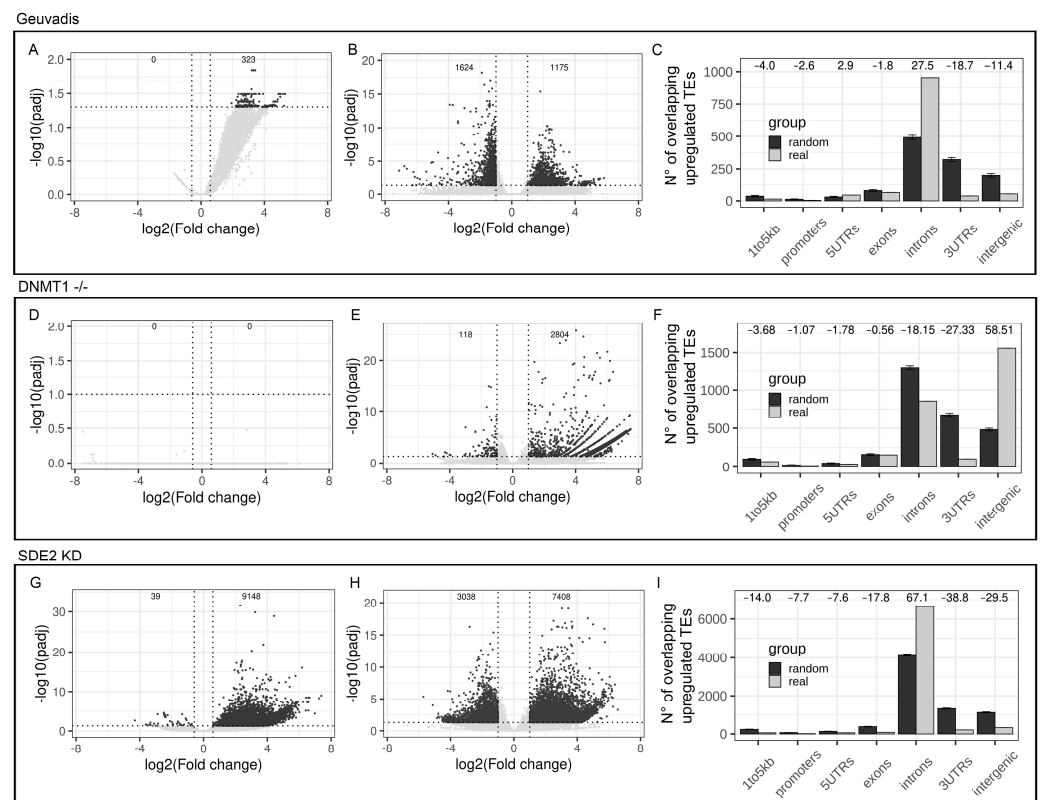 Geuvadis
A
0
323
2.0
1.5
1.0
0.5
0.0
-log10(padj)
-8
-4
0
4
8
log2(Fold change)
B
1624
1175
20
15
10
5
0
-log10(padj)
-8
-4
0
4
8
log2(Fold change)
C
−4.0 −2.6 2.9 −1.8 27.5 −18.7 −11.4
1000
750
500
250
0
N° of overlapping
upregulated TEs
group
random
real
1to5kb
promoters
5UTRs
exons
introns
3UTRs
intergenic
DNMT1 -/-
D
0
0
2.0
1.5
1.0
0.5
0.0
-log10(padj)
-8
-4
0
4
8
log2(Fold change)
E
118
2804
20
10
0
-log10(padj)
-8
-4
0
4
8
log2(Fold change)
F
−3.68 −1.07 −1.78 −0.56 −18.15 −27.33 58.51
1500
1000
500
0
N° of overlapping
upregulated TEs
group
random
real
1to5kb
promoters
5UTRs
exons
introns
3UTRs
intergenic
SDE2 KD
G
39
9148
30
20
10
0
-log10(padj)
-8
-4
0
4
8
log2(Fold change)
H
3038
7408
20
15
10
5
0
-log10(padj)
-8
-4
0
4
8
log2(Fold change)
I
−14.0 −7.7 −7.6 −17.8 67.1 −38.8 −29.5
6000
4000
2000
0
N° of overlapping
upregulated TEs
group
random
real
1to5kb
promoters
5UTRs
exons
introns
3UTRs
intergenic